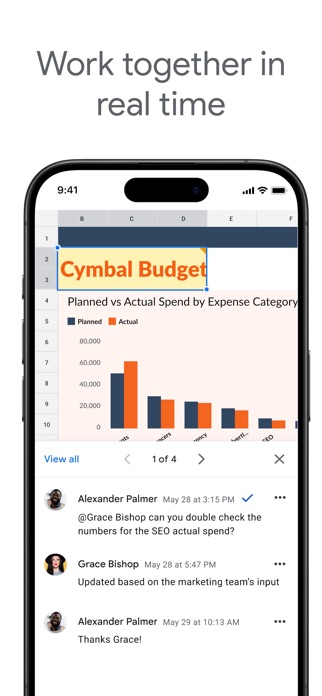 Work together in
real time
9:41
B C D E F
1
2
3
Cymbal Budget
4
Planned vs Actual Spend by Expense Category
5
Planned Actual
6
80,000
7
60,000
8
40,000
9
20,000
10
0
SEO
View all
1 of 4
Alexander Palmer May 28 at 3:15 PM
@Grace Bishop can you double check the
numbers for the SEO actual spend?
Grace Bishop May 28 at 5:47 PM
Updated based on the marketing team's input
Alexander Palmer May 29 at 10:13 AM
Thanks Grace!